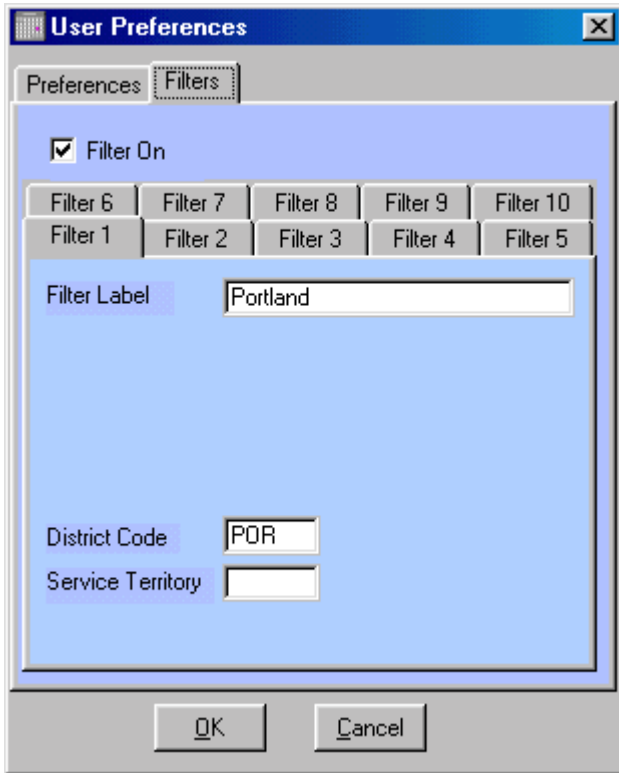 User Preferences
Preferences Filters
Filter On
Filter 6 Filter 7 Filter 8 Filter 9 Filter 10
Filter 1 Filter 2 Filter 3 Filter 4 Filter 5
Filter Label Portland
District Code POR
Service Territory
OK Cancel